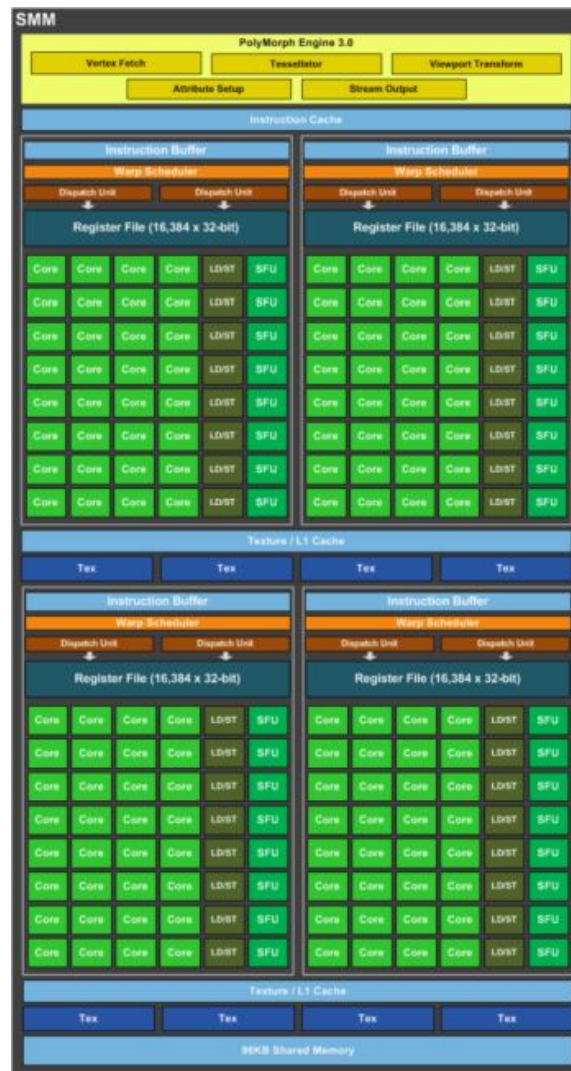 SMM
PolyMorph Engine 3.0
Vertex Fetch Tessellator Viewport Transform
Attribute Setup Stream Output
Instruction Cache
Instruction Buffer Instruction Buffer
Warp Scheduler Warp Scheduler
Dispatch Unit Dispatch Unit Dispatch Unit Dispatch Unit
Register File (16,384 x 32-bit) Register File (16,384 x 32-bit)
Core Core Core Core LD/ST SFU Core Core Core Core LD/ST SFU
Core Core Core Core LD/ST SFU Core Core Core Core LD/ST SFU
Core Core Core Core LD/ST SFU Core Core Core Core LD/ST SFU
Core Core Core Core LD/ST SFU Core Core Core Core LD/ST SFU
Core Core Core Core LD/ST SFU Core Core Core Core LD/ST SFU
Core Core Core Core LD/ST SFU Core Core Core Core LD/ST SFU
Core Core Core Core LD/ST SFU Core Core Core Core LD/ST SFU
Core Core Core Core LD/ST SFU Core Core Core Core LD/ST SFU
Texture / L1 Cache
Tex Tex Tex Tex
Instruction Buffer Instruction Buffer
Warp Scheduler Warp Scheduler
Dispatch Unit Dispatch Unit Dispatch Unit Dispatch Unit
Register File (16,384 x 32-bit) Register File (16,384 x 32-bit)
Core Core Core Core LD/ST SFU Core Core Core Core LD/ST SFU
Core Core Core Core LD/ST SFU Core Core Core Core LD/ST SFU
Core Core Core Core LD/ST SFU Core Core Core Core LD/ST SFU
Core Core Core Core LD/ST SFU Core Core Core Core LD/ST SFU
Core Core Core Core LD/ST SFU Core Core Core Core LD/ST SFU
Core Core Core Core LD/ST SFU Core Core Core Core LD/ST SFU
Core Core Core Core LD/ST SFU Core Core Core Core LD/ST SFU
Core Core Core Core LD/ST SFU Core Core Core Core LD/ST SFU
Texture / L1 Cache
Tex Tex Tex Tex
96KB Shared Memory